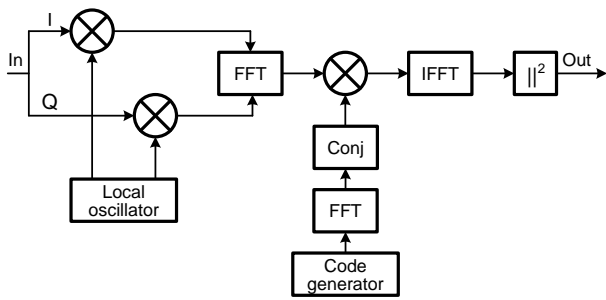 I
In
FFT
IFFT
||²
Out
Q
Conj
Local
oscillator
FFT
Code
generator